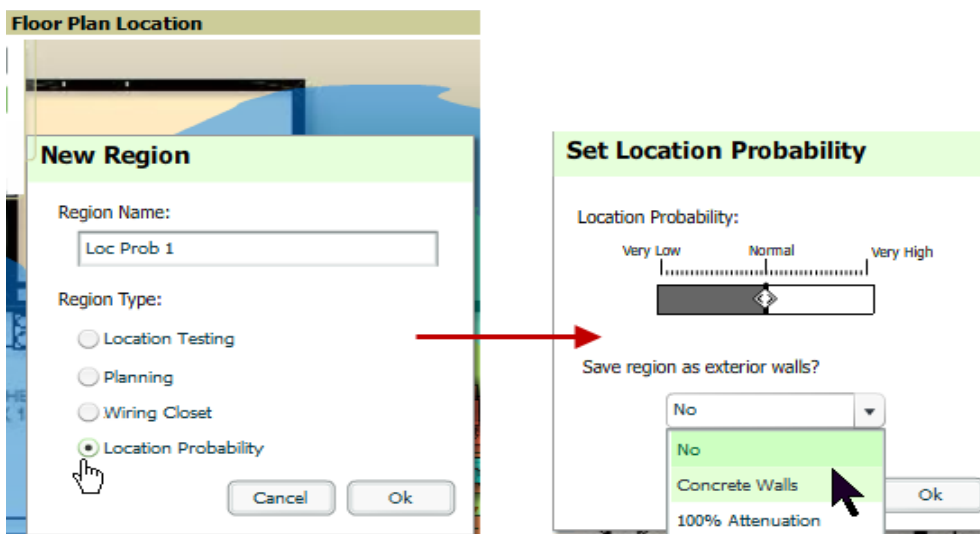 Floor Plan Location
New Region
Region Name:
Loc Prob 1
Region Type:
Location Testing
Planning
Wiring Closet
Location Probability
Cancel Ok
Set Location Probability
Location Probability:
Very Low Normal Very High
Save region as exterior walls?
No
No
Concrete Walls
100% Attenuation
Ok